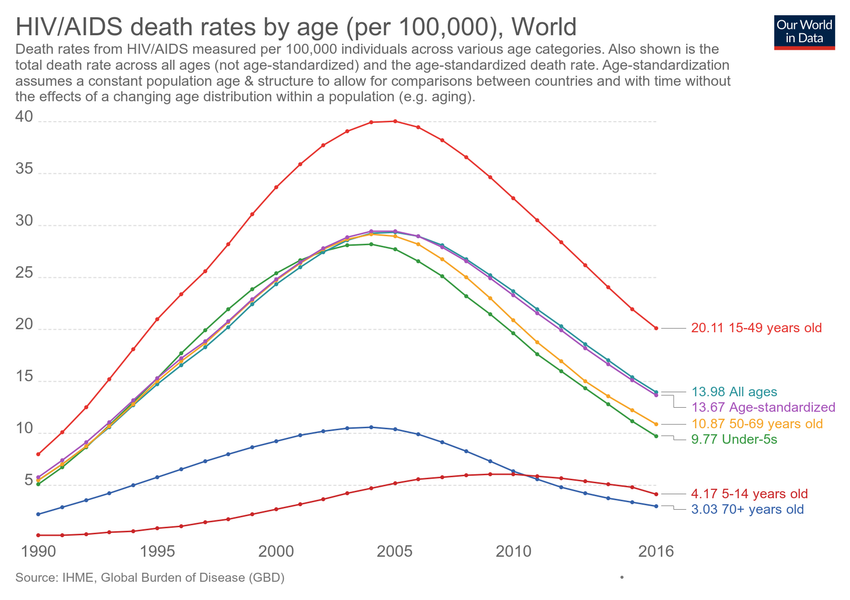 HIV/AIDS death rates by age (per 100,000), World
Our World
in Data
Death rates from HIV/AIDS measured per 100,000 individuals across various age categories. Also shown is the
total death rate across all ages (not age-standardized) and the age-standardized death rate. Age-standardization
assumes a constant population age & structure to allow for comparisons between countries and with time without
the effects of a changing age distribution within a population (e.g. aging).
40
35
30
25
20
15
10
5
20.11 15-49 years old
13.98 All ages
13.67 Age-standardized
10.87 50-69 years old
9.77 Under-5s
4.17 5-14 years old
3.03 70+ years old
1990 1995 2000 2005 2010 2016
Source: IHME, Global Burden of Disease (GBD)